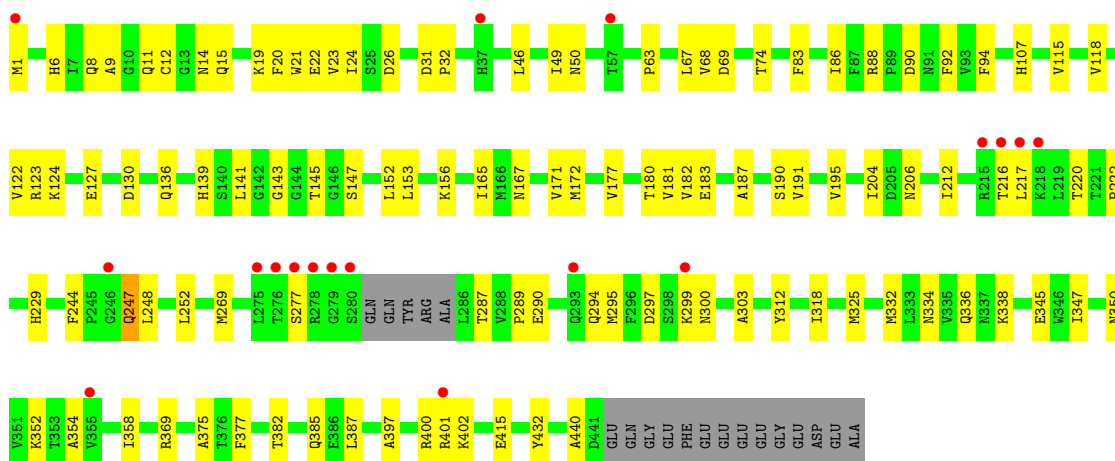 M1 H6 I7 Q8 A9 G10 Q11 C12 G13 N14 Q15 K19 F20 W21 E22 V23 I24 S25 D26 D31 P32 H37 L46 I49 N50 T57 P63 L67 V68 D69 T74 F83 I86 F87 R88 P89 D90 N91 F92 V93 F94 H107 V115 V118
V122 R123 K124 E127 D130 Q136 H139 S140 L141 G142 G143 G144 T145 G146 S147 L152 L153 K156 I165 M166 N167 V171 M172 V177 T180 V181 V182 E183 A187 S190 V191 V195 I204 D205 N206 I212 R215 T216 L217 K218 L219 T220 T221
H229 F244 P245 G246 Q247 L248 L252 M269 L275 T276 S277 R278 G279 S280 GLN GLN TYR ARG ALA L286 T287 V288 P289 E290 Q293 Q294 M295 F296 D297 S298 K299 N300 A303 Y312 I318 M325 M332 L333 N334 V335 Q336 N337 K338 E345 W346 I347 N350
V351 K352 T353 A354 V355 I358 R369 A375 T376 F377 T382 Q385 E386 L387 A397 R400 R401 K402 E415 Y432 A440 D441 GLU GLN GLY GLU PHE GLU GLU GLU GLU GLY GLU ASP GLU ALA